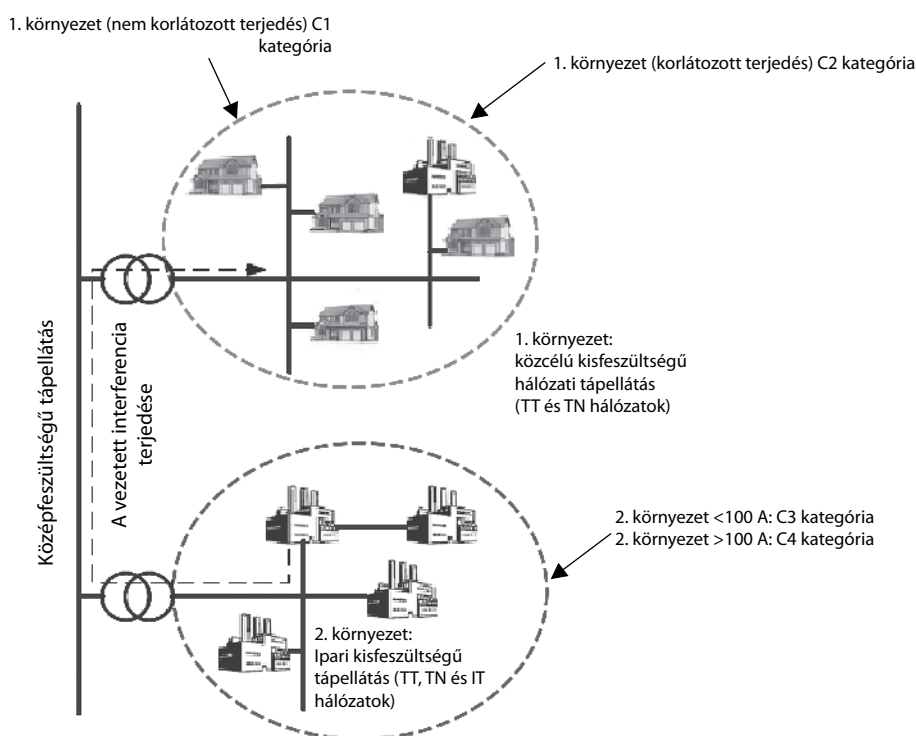 1. környezet (nem korlátozott terjedés) C1
kategória
1. környezet (korlátozott terjedés) C2 kategória
Középfeszültségű tápellátás
A vezetett interferencia
terjedése
1. környezet:
közcélú kisfeszültségű
hálózati tápellátás
(TT és TN hálózatok)
2. környezet <100 A: C3 kategória
2. környezet >100 A: C4 kategória
2. környezet:
Ipari kisfeszültségű
tápellátás (TT, TN és IT
hálózatok)